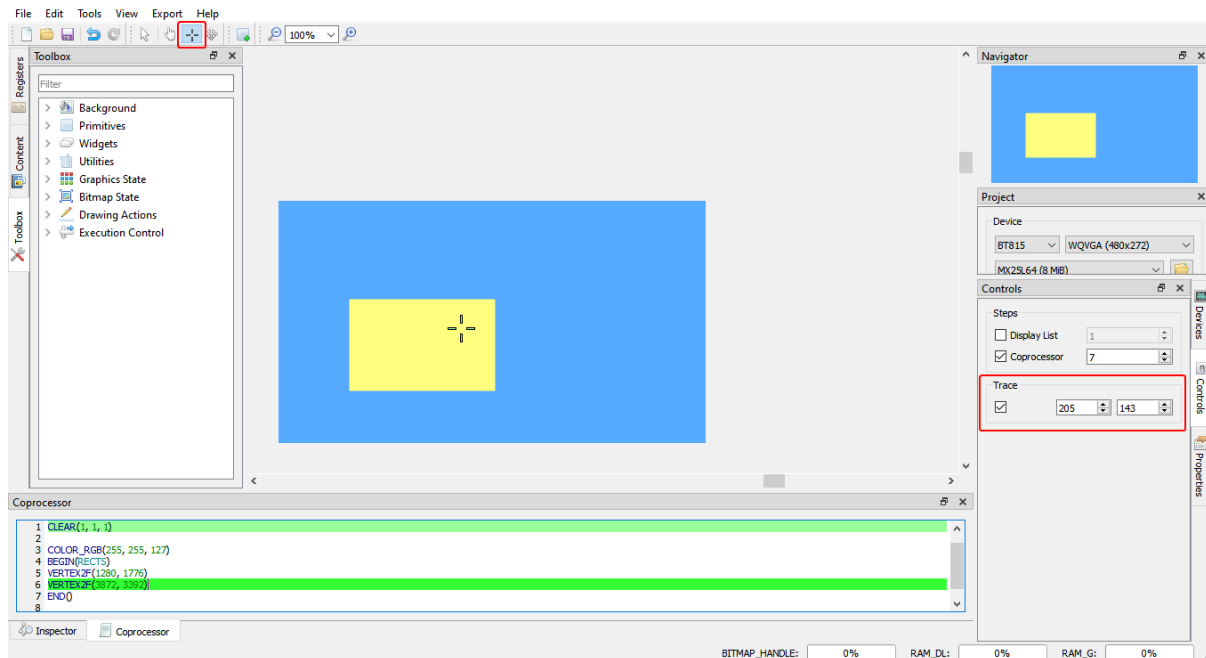 File Edit Tools View Export Help
100%
Registers
Content
Toolbox
Toolbox
Filter
Background
Primitives
Widgets
Utilities
Graphics State
Bitmap State
Drawing Actions
Execution Control
Navigator
Project
Device
BT815 WQVGA (480x272)
MX25L64 (8 MiB)
Controls
Steps
Display List 1
Coprocessor 7
Trace
205 143
Devices
Controls
Properties
Coprocessor
1 CLEAR(1, 1, 1)
2
3 COLOR_RGB(255, 255, 127)
4 BEGIN(RECTS)
5 VERTEX2F(1280, 1776)
6 VERTEX2F(3872, 3392)
7 END()
8
Inspector Coprocessor
BITMAP_HANDLE: 0% RAM_DL: 0% RAM_G: 0%